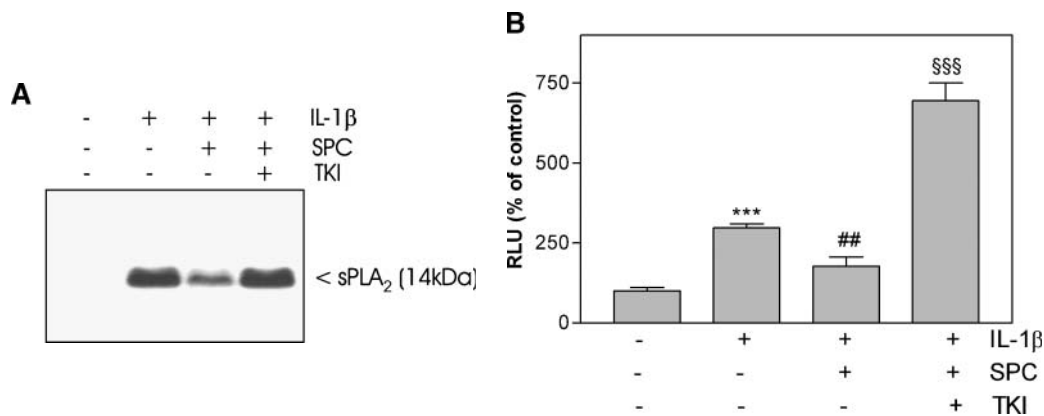 A
- + + + IL-1β
- - + + SPC
- - - + TKI
< sPLA₂ (14kDa)
B
RLU (% of control)
750
500
250
0
***
##
§§§
- + + + IL-1β
- - + + SPC
- - - + TKI